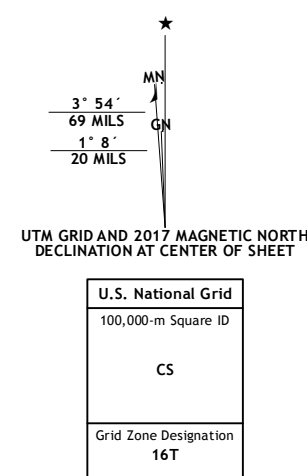 ★
MN
3° 54´
69 MILS
GN
1° 8´
20 MILS
UTM GRID AND 2017 MAGNETIC NORTH
DECLINATION AT CENTER OF SHEET
U.S. National Grid
100,000-m Square ID
CS
Grid Zone Designation
16T